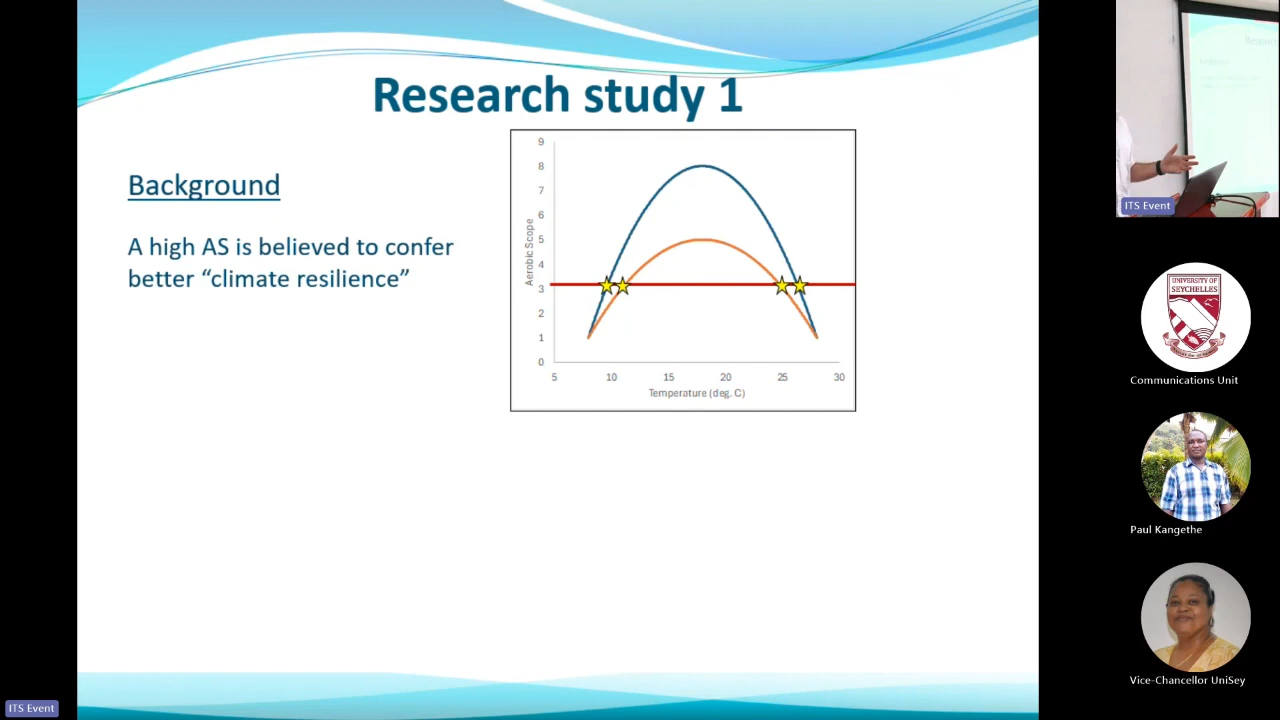 Research study 1
Background
A high AS is believed to confer
better “climate resilience”
9
8
7
6
5
4
3
2
1
0
Aerobic Scope
5 10 15 20 25 30
Temperature (deg. C)
ITS Event
UNIVERSITY OF
SEYCHELLES
Communications Unit
Paul Kangethe
Vice-Chancellor UniSey
ITS Event